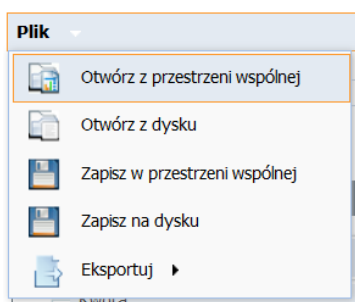 Plik
Otwórz z przestrzeni wspólnej
Otwórz z dysku
Zapisz w przestrzeni wspólnej
Zapisz na dysku
Eksportuj